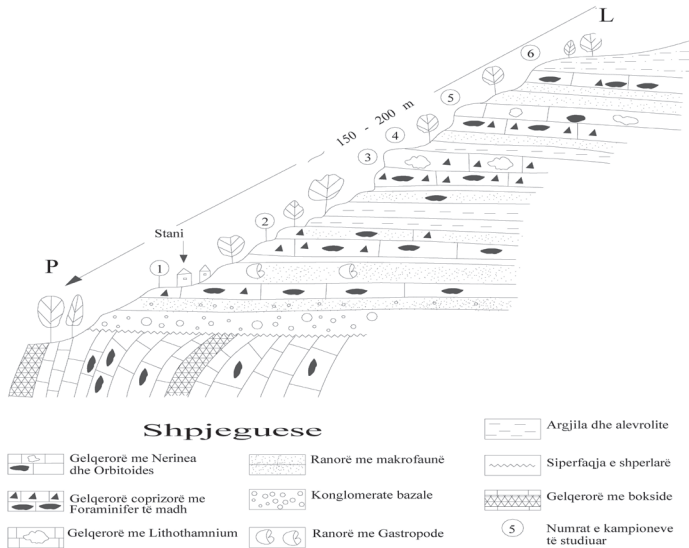 L
6
5
150 - 200 m
4
3
2
Stani
P
1
Shpjeguese
Gelqerorë me Nerinea
dhe Orbitoides
Gelqerorë coprizorë me
Foraminifer të madh
Gelqerorë me Lithothamnium
Ranorë me makrofaunë
Konglomerate bazale
Ranorë me Gastropode
Argjila dhe alevrolite
Siperfaqja e shperlarë
Gelqerorë me bokside
5
Numrat e kampioneve
të studiuar